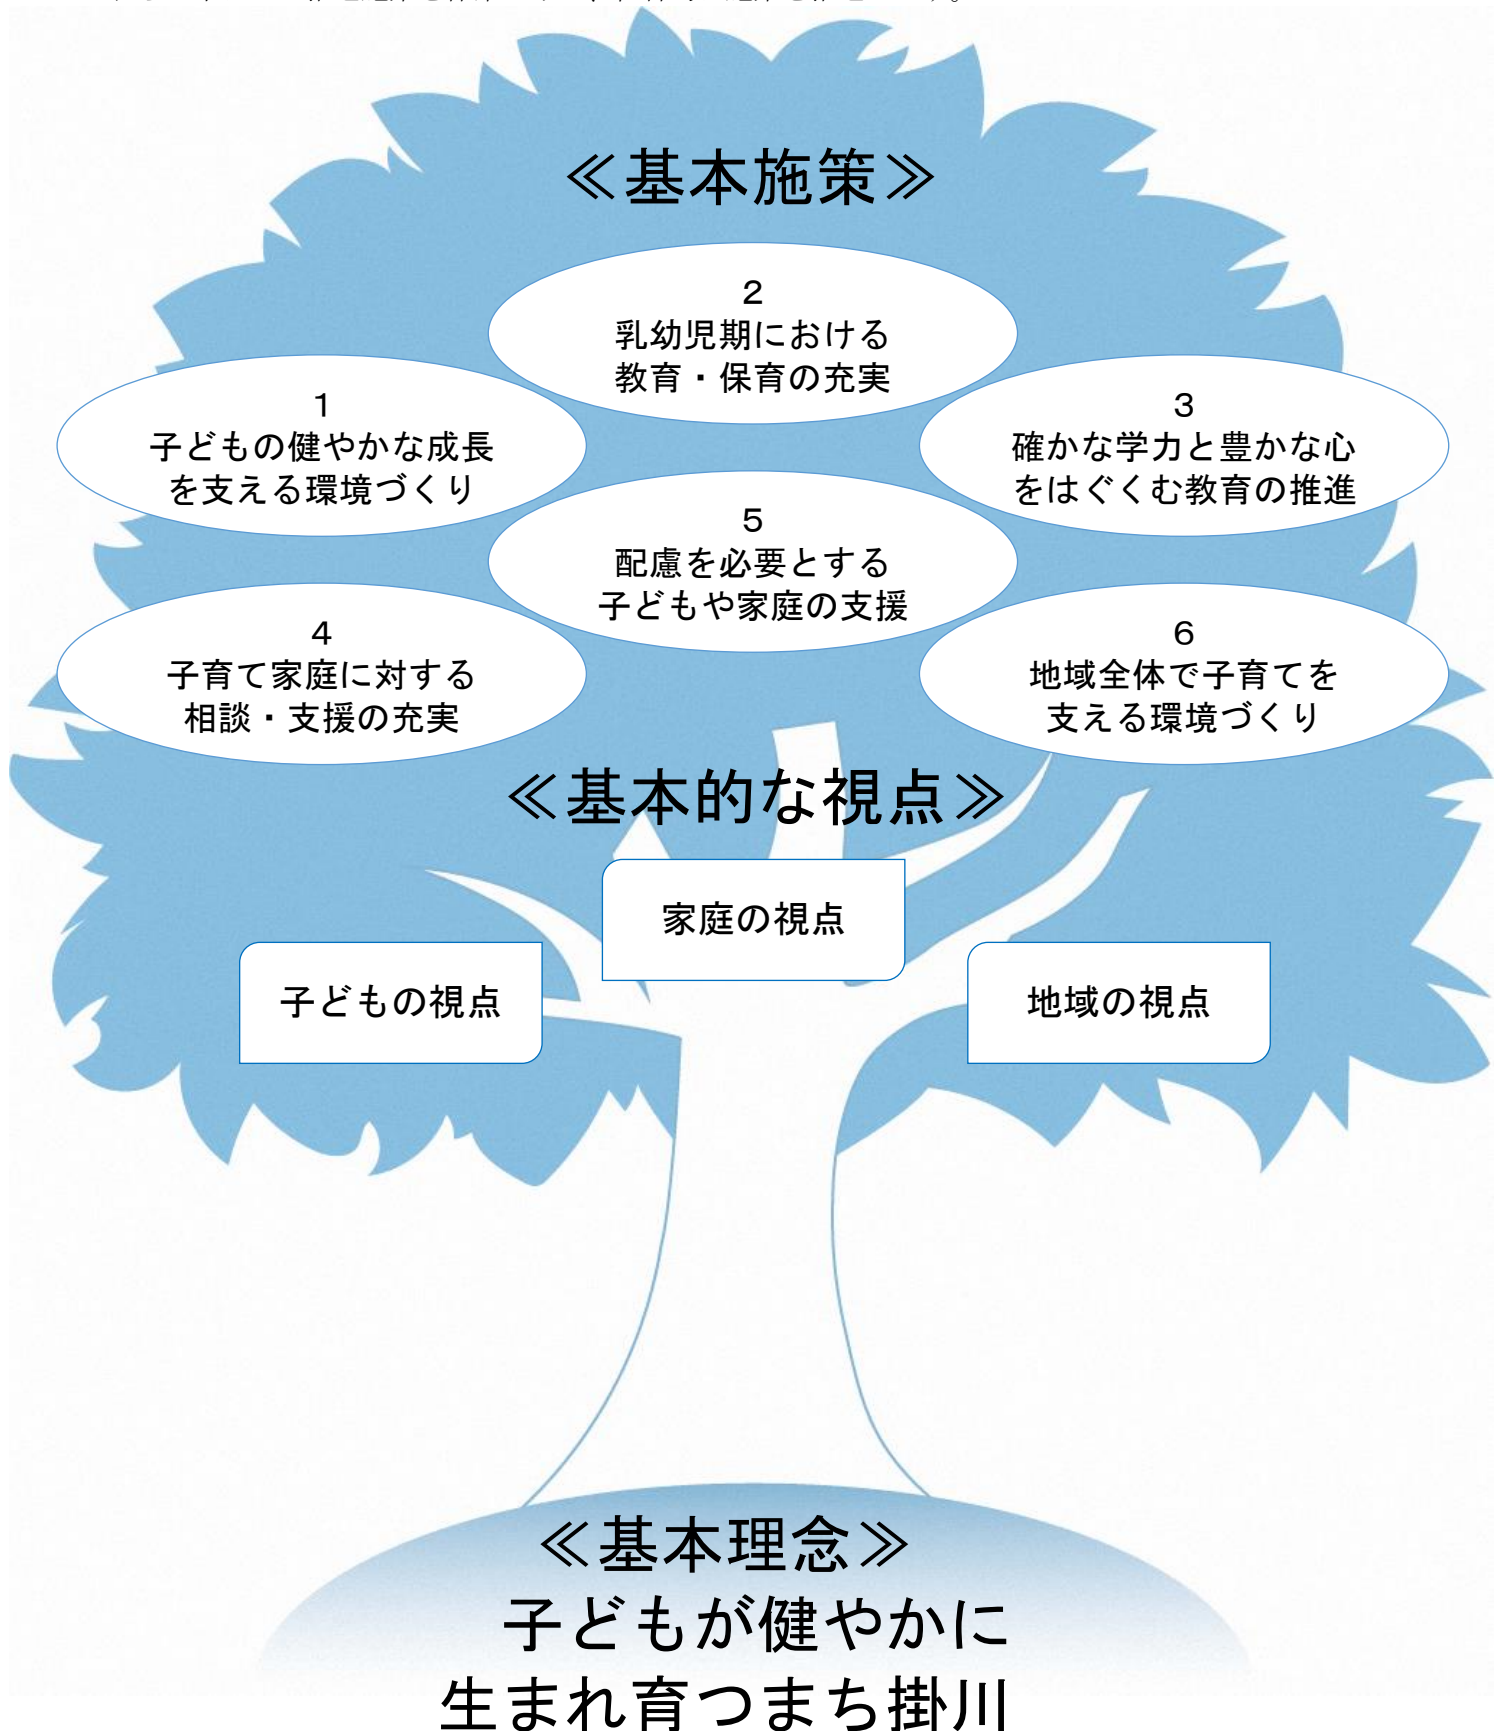 ≪基本施策≫
2
乳幼児期における
教育・保育の充実
1
子どもの健やかな成長
を支える環境づくり
3
確かな学力と豊かな心
をはぐくむ教育の推進
5
配慮を必要とする
子どもや家庭の支援
4
子育て家庭に対する
相談・支援の充実
6
地域全体で子育てを
支える環境づくり
≪基本的な視点≫
家庭の視点
子どもの視点
地域の視点
≪基本理念≫
子どもが健やかに
生まれ育つまち掛川